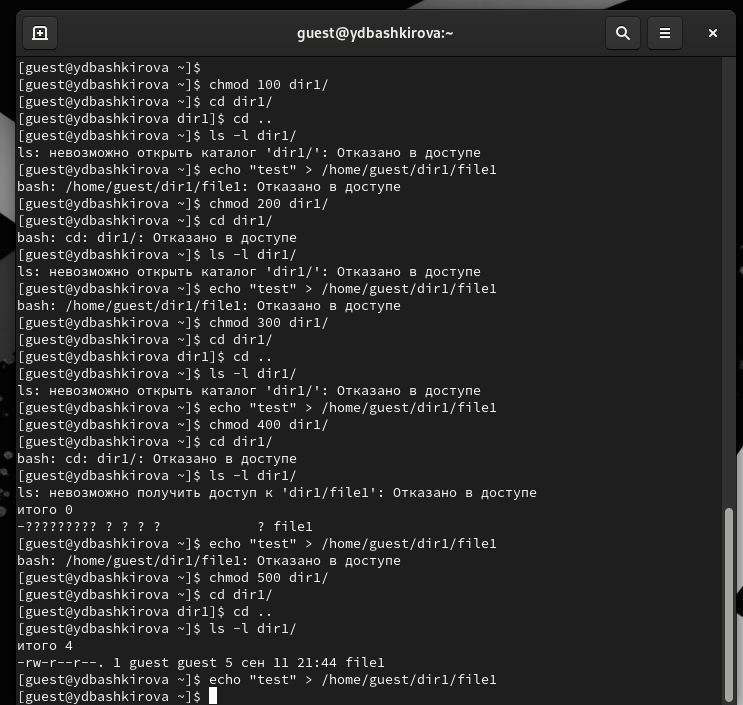 guest@ydbashkirova:~
[guest@ydbashkirova ~]$
[guest@ydbashkirova ~]$ chmod 100 dir1/
[guest@ydbashkirova ~]$ cd dir1/
[guest@ydbashkirova dir1]$ cd ..
[guest@ydbashkirova ~]$ ls -l dir1/
ls: невозможно открыть каталог 'dir1/': Отказано в доступе
[guest@ydbashkirova ~]$ echo "test" > /home/guest/dir1/file1
bash: /home/guest/dir1/file1: Отказано в доступе
[guest@ydbashkirova ~]$ chmod 200 dir1/
[guest@ydbashkirova ~]$ cd dir1/
bash: cd: dir1/: Отказано в доступе
[guest@ydbashkirova ~]$ ls -l dir1/
ls: невозможно открыть каталог 'dir1/': Отказано в доступе
[guest@ydbashkirova ~]$ echo "test" > /home/guest/dir1/file1
bash: /home/guest/dir1/file1: Отказано в доступе
[guest@ydbashkirova ~]$ chmod 300 dir1/
[guest@ydbashkirova ~]$ cd dir1/
[guest@ydbashkirova dir1]$ cd ..
[guest@ydbashkirova ~]$ ls -l dir1/
ls: невозможно открыть каталог 'dir1/': Отказано в доступе
[guest@ydbashkirova ~]$ echo "test" > /home/guest/dir1/file1
[guest@ydbashkirova ~]$ chmod 400 dir1/
[guest@ydbashkirova ~]$ cd dir1/
bash: cd: dir1/: Отказано в доступе
[guest@ydbashkirova ~]$ ls -l dir1/
ls: невозможно получить доступ к 'dir1/file1': Отказано в доступе
итого 0
-????????? ? ? ? ?            ? file1
[guest@ydbashkirova ~]$ echo "test" > /home/guest/dir1/file1
bash: /home/guest/dir1/file1: Отказано в доступе
[guest@ydbashkirova ~]$ chmod 500 dir1/
[guest@ydbashkirova ~]$ cd dir1/
[guest@ydbashkirova dir1]$ cd ..
[guest@ydbashkirova ~]$ ls -l dir1/
итого 4
-rw-r--r--. 1 guest guest 5 сен 11 21:44 file1
[guest@ydbashkirova ~]$ echo "test" > /home/guest/dir1/file1
[guest@ydbashkirova ~]$